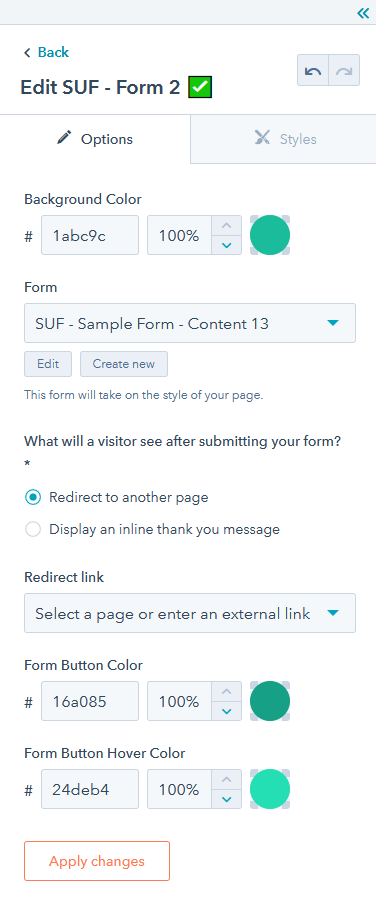 Back
Edit SUF - Form 2 ✅
Options
Styles
Background Color
# 1abc9c 100%
Form
SUF - Sample Form - Content 13
Edit Create new
This form will take on the style of your page.
What will a visitor see after submitting your form?
*
Redirect to another page
Display an inline thank you message
Redirect link
Select a page or enter an external link
Form Button Color
# 16a085 100%
Form Button Hover Color
# 24deb4 100%
Apply changes